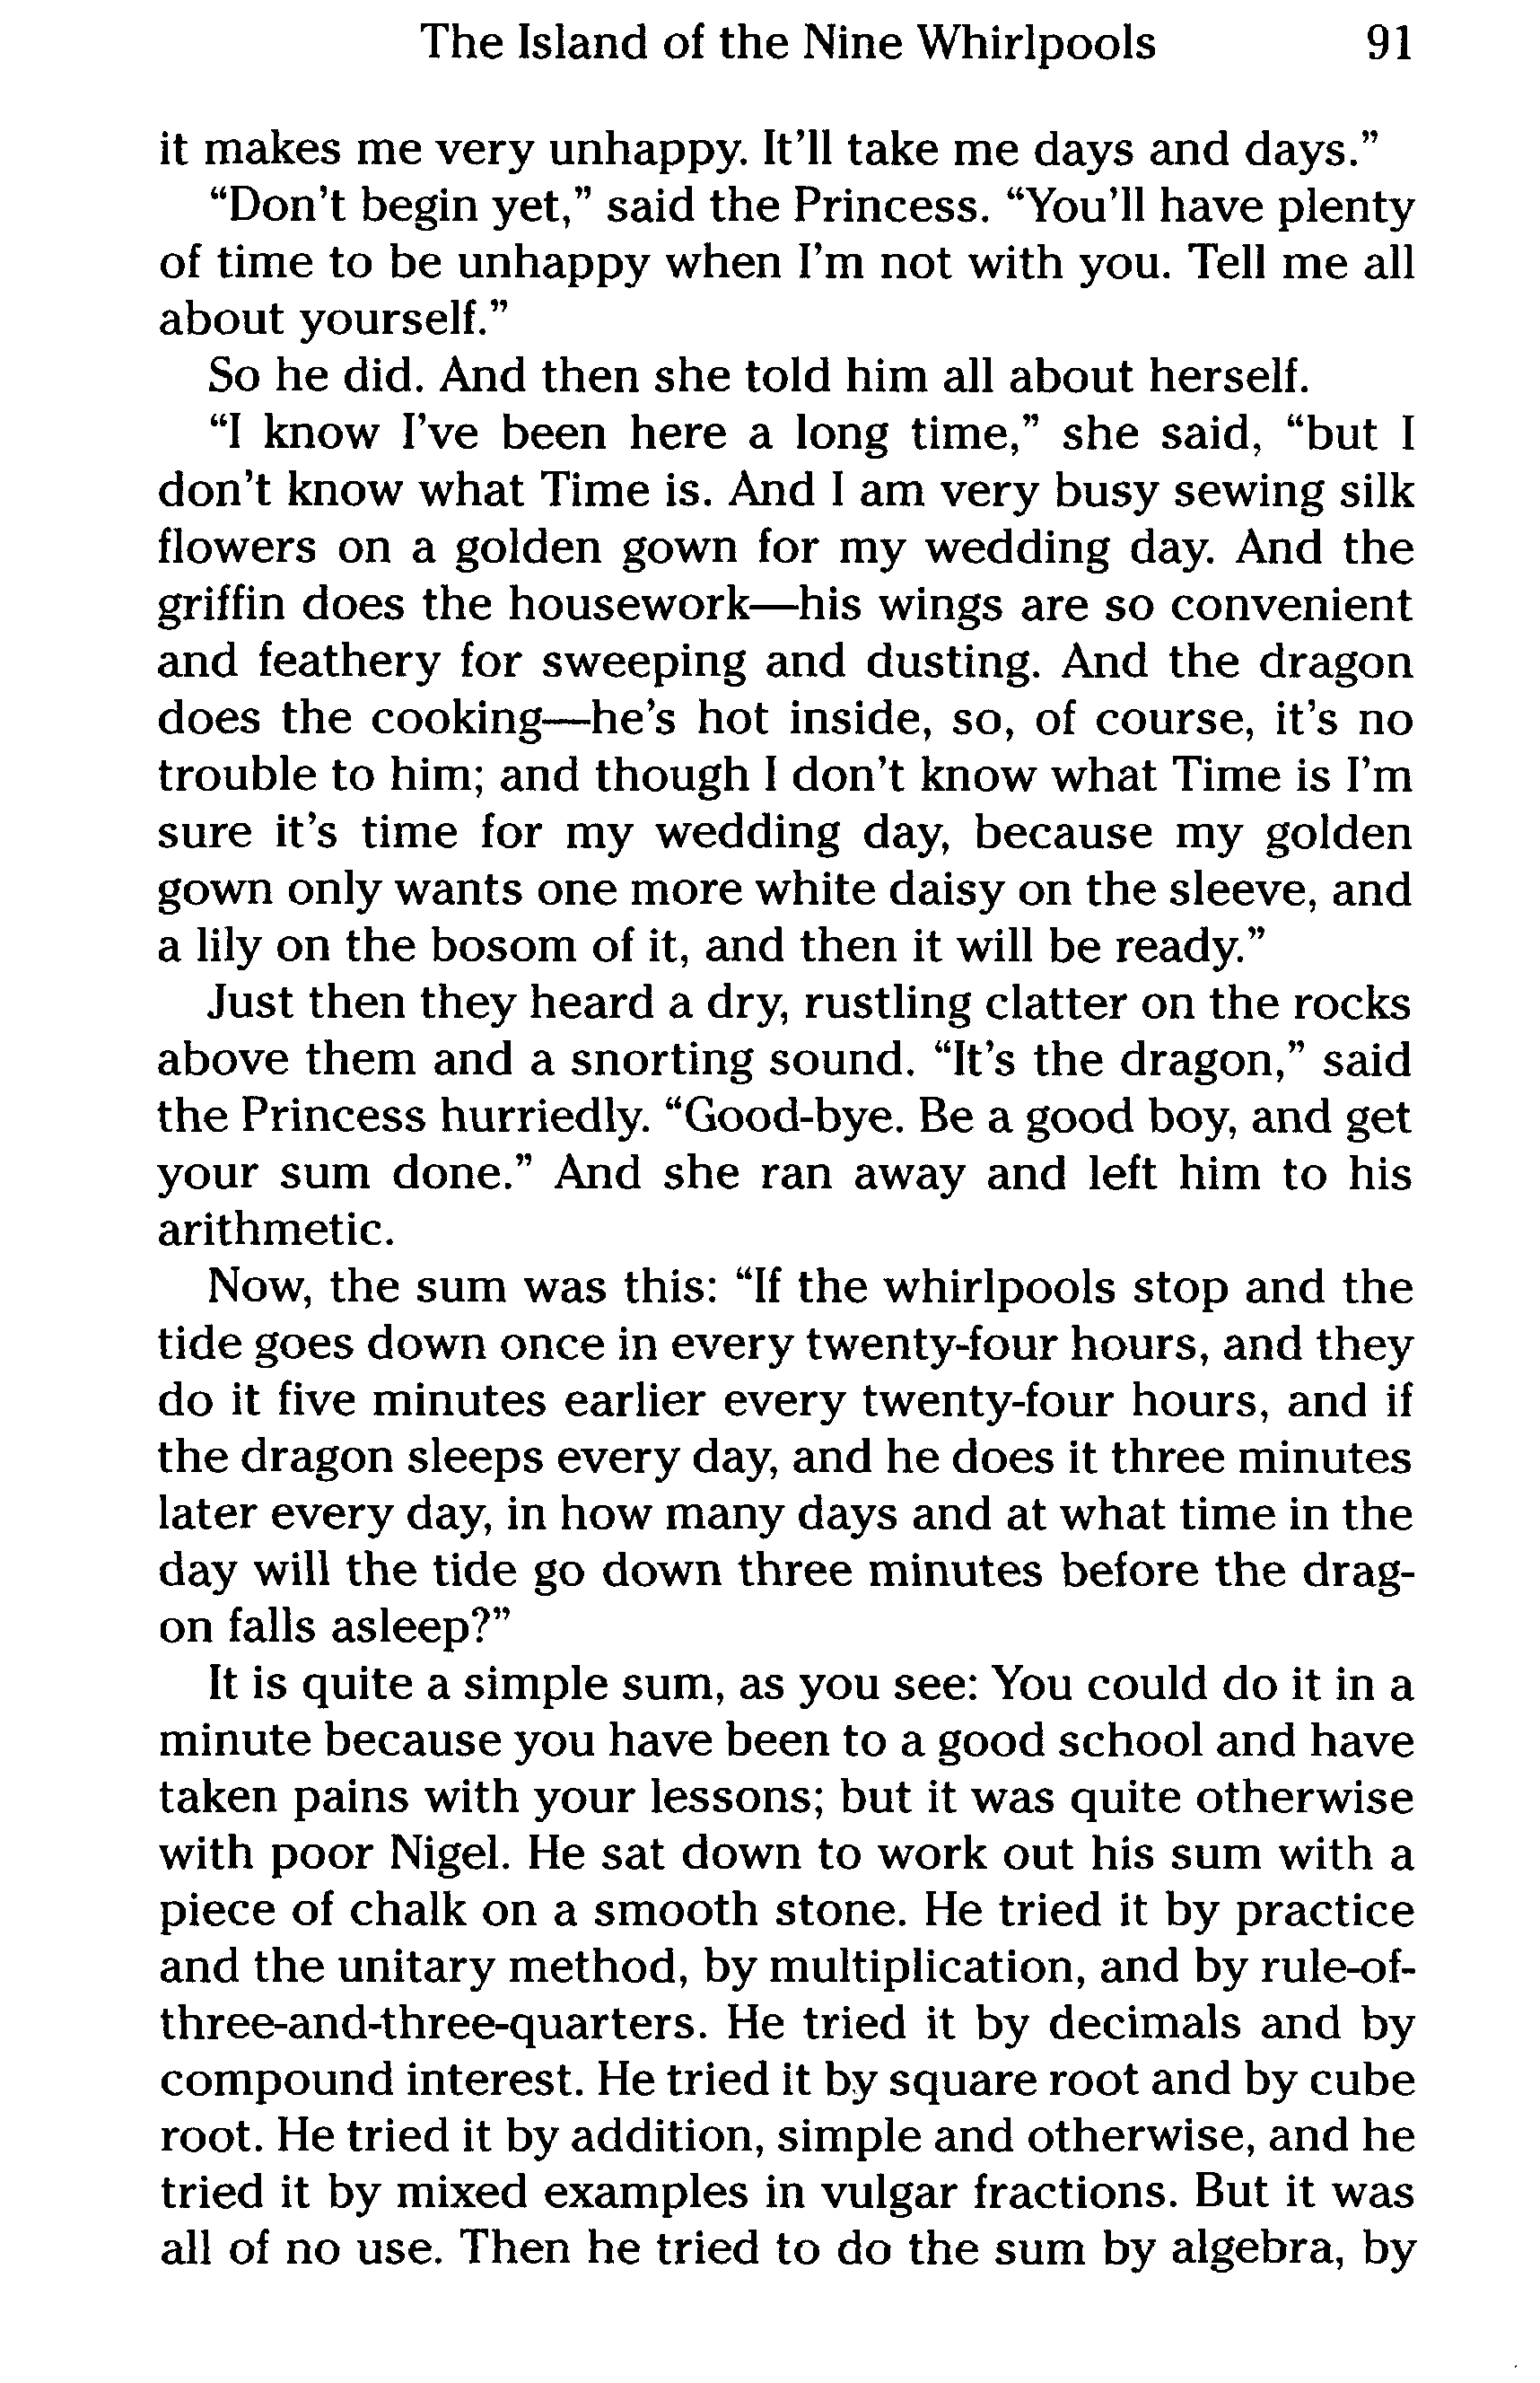 The Island of the Nine Whirlpools 91
it makes me very unhappy. It’ll take me days and days.”
“Don’t begin yet,” said the Princess. “You’ll have plenty
of time to be unhappy when I’m not with you. Tell me all
about yourself.”
So he did. And then she told him all about herself.
“I know I’ve been here a long time,” she said, “but I
don’t know what Time is. And I am very busy sewing silk
flowers on a golden gown for my wedding day. And the
griffin does the housework—his wings are so convenient
and feathery for sweeping and dusting. And the dragon
does the cooking—he’s hot inside, so, of course, it’s no
trouble to him; and though I don’t know what Time is I’m
sure it’s time for my wedding day, because my golden
gown only wants one more white daisy on the sleeve, and
a lily on the bosom of it, and then it will be ready.”
Just then they heard a dry, rustling clatter on the rocks
above them and a snorting sound. “It’s the dragon,” said
the Princess hurriedly. “Good-bye. Be a good boy, and get
your sum done.” And she ran away and left him to his
arithmetic.
Now, the sum was this: “If the whirlpools stop and the
tide goes down once in every twenty-four hours, and they
do it five minutes earlier every twenty-four hours, and if
the dragon sleeps every day, and he does it three minutes
later every day, in how many days and at what time in the
day will the tide go down three minutes before the drag-
on falls asleep?”
It is quite a simple sum, as you see: You could do it in a
minute because you have been to a good school and have
taken pains with your lessons; but it was quite otherwise
with poor Nigel. He sat down to work out his sum with a
piece of chalk on a smooth stone. He tried it by practice
and the unitary method, by multiplication, and by rule-of-
three-and-three-quarters. He tried it by decimals and by
compound interest. He tried it by square root and by cube
root. He tried it by addition, simple and otherwise, and he
tried it by mixed examples in vulgar fractions. But it was
all of no use. Then he tried to do the sum by algebra, by